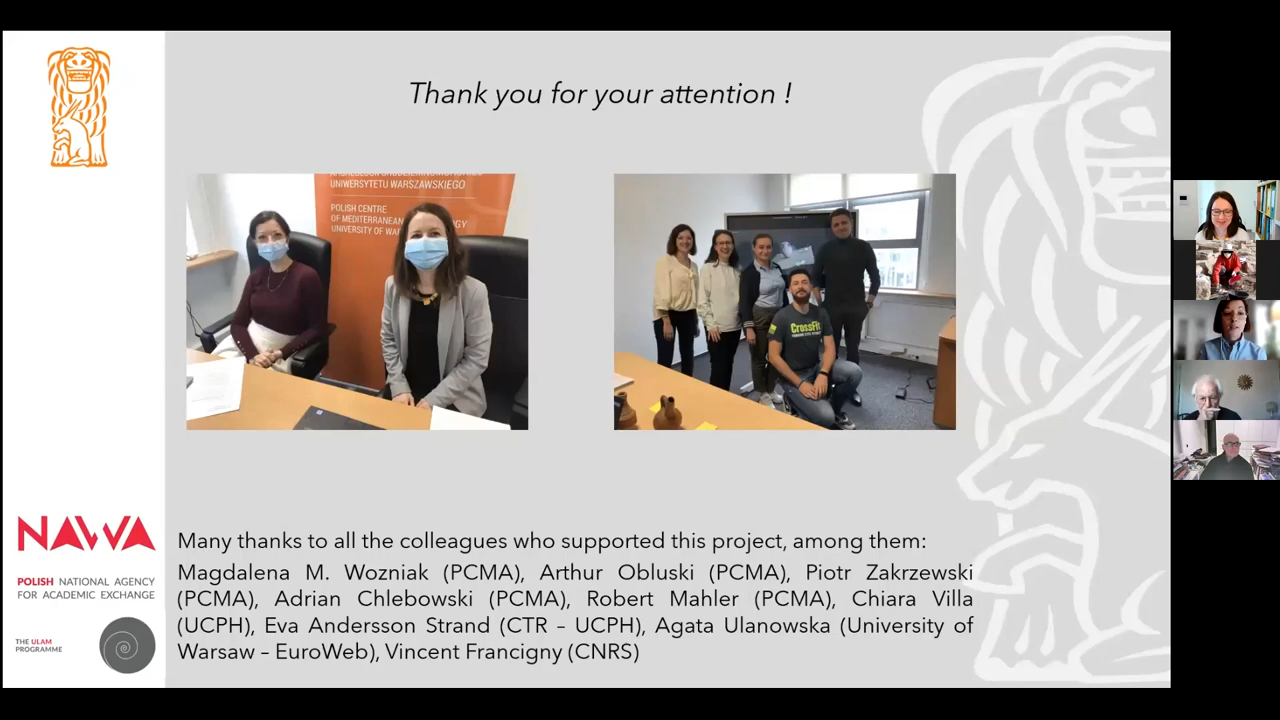 Thank you for your attention !
UNIWERSYTETU WARSZAWSKIEGO
POLISH CENTRE
OF MEDITERRANEAN
UNIVERSITY OF
CrossFit
NAWA
POLISH NATIONAL AGENCY
FOR ACADEMIC EXCHANGE
THE ULAM
PROGRAMME
Many thanks to all the colleagues who supported this project, among them:
Magdalena M. Wozniak (PCMA), Arthur Obluski (PCMA), Piotr Zakrzewski
(PCMA), Adrian Chlebowski (PCMA), Robert Mahler (PCMA), Chiara Villa
(UCPH), Eva Andersson Strand (CTR – UCPH), Agata Ulanowska (University of
Warsaw – EuroWeb), Vincent Francigny (CNRS)